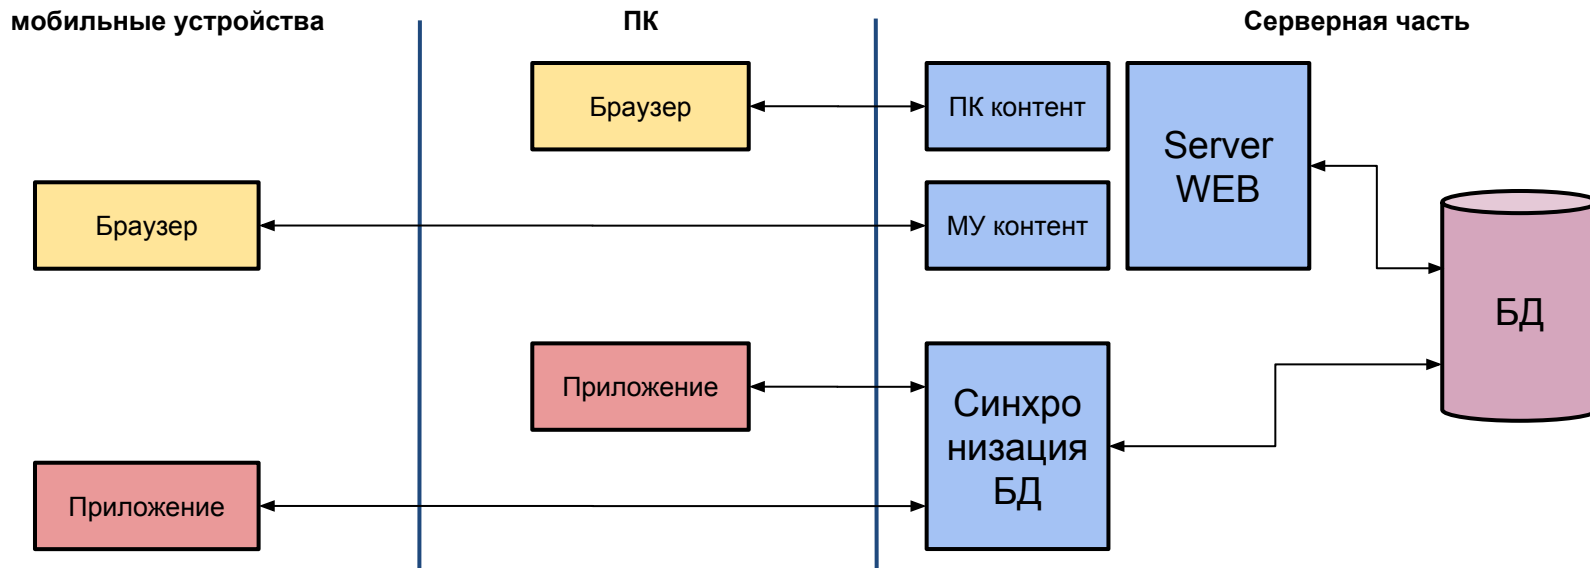 мобильные устройства
ПК
Серверная часть
Браузер
ПК контент
Server
WEB
Браузер
МУ контент
БД
Приложение
Синхро
низация
БД
Приложение